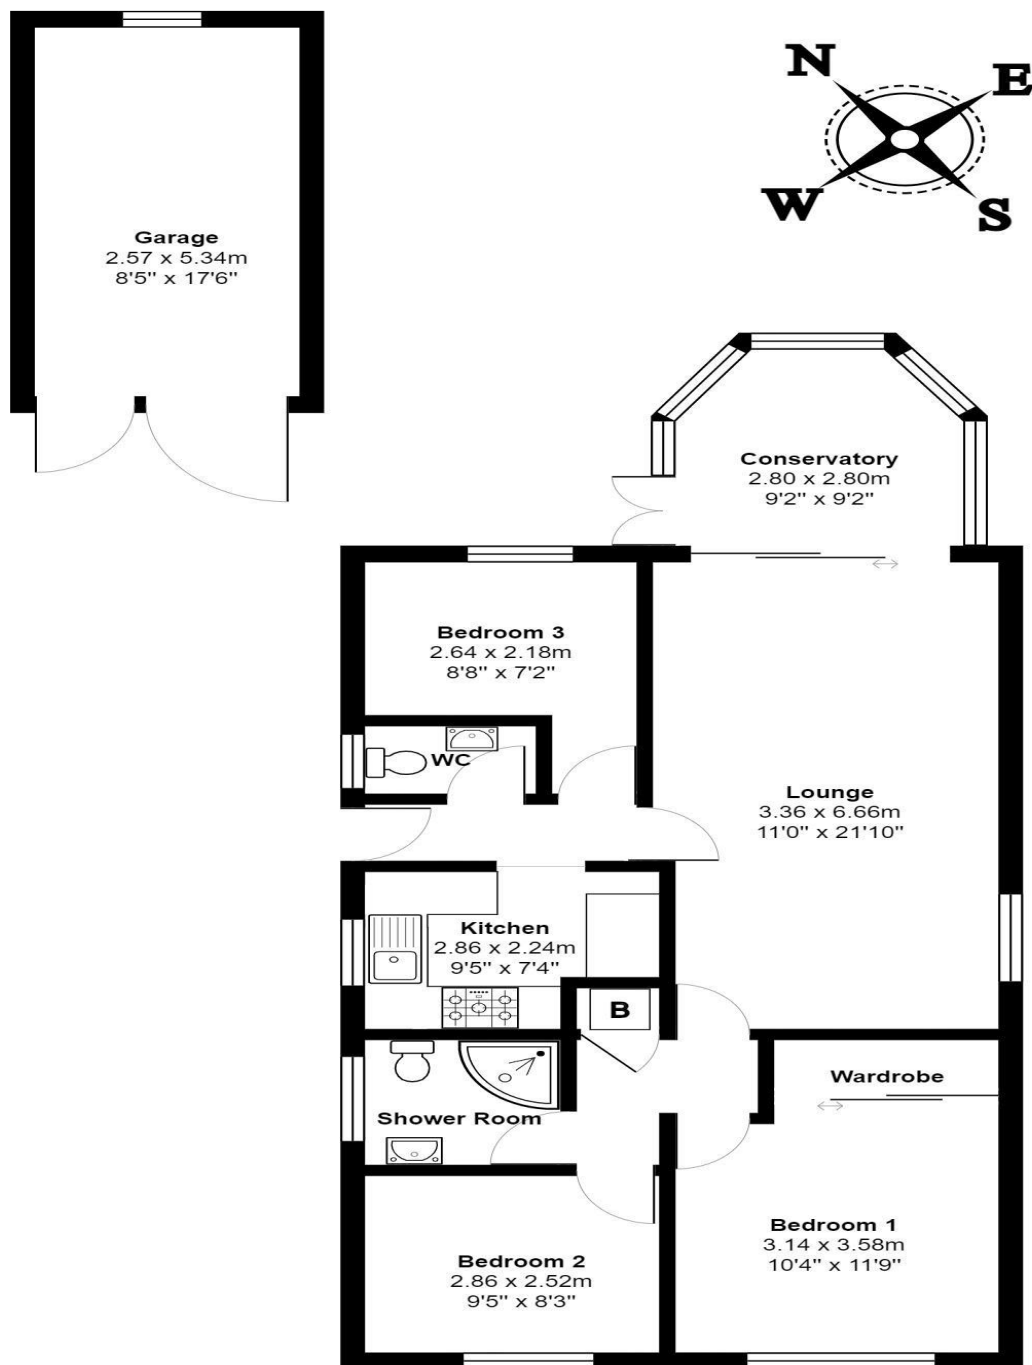 N
E
W
S
Garage
2.57 x 5.34m
8'5" x 17'6"
Conservatory
2.80 x 2.80m
9'2" x 9'2"
Bedroom 3
2.64 x 2.18m
8'8" x 7'2"
WC
Lounge
3.36 x 6.66m
11'0" x 21'10"
Kitchen
2.86 x 2.24m
9'5" x 7'4"
B
Wardrobe
Shower Room
Bedroom 1
3.14 x 3.58m
10'4" x 11'9"
Bedroom 2
2.86 x 2.52m
9'5" x 8'3"